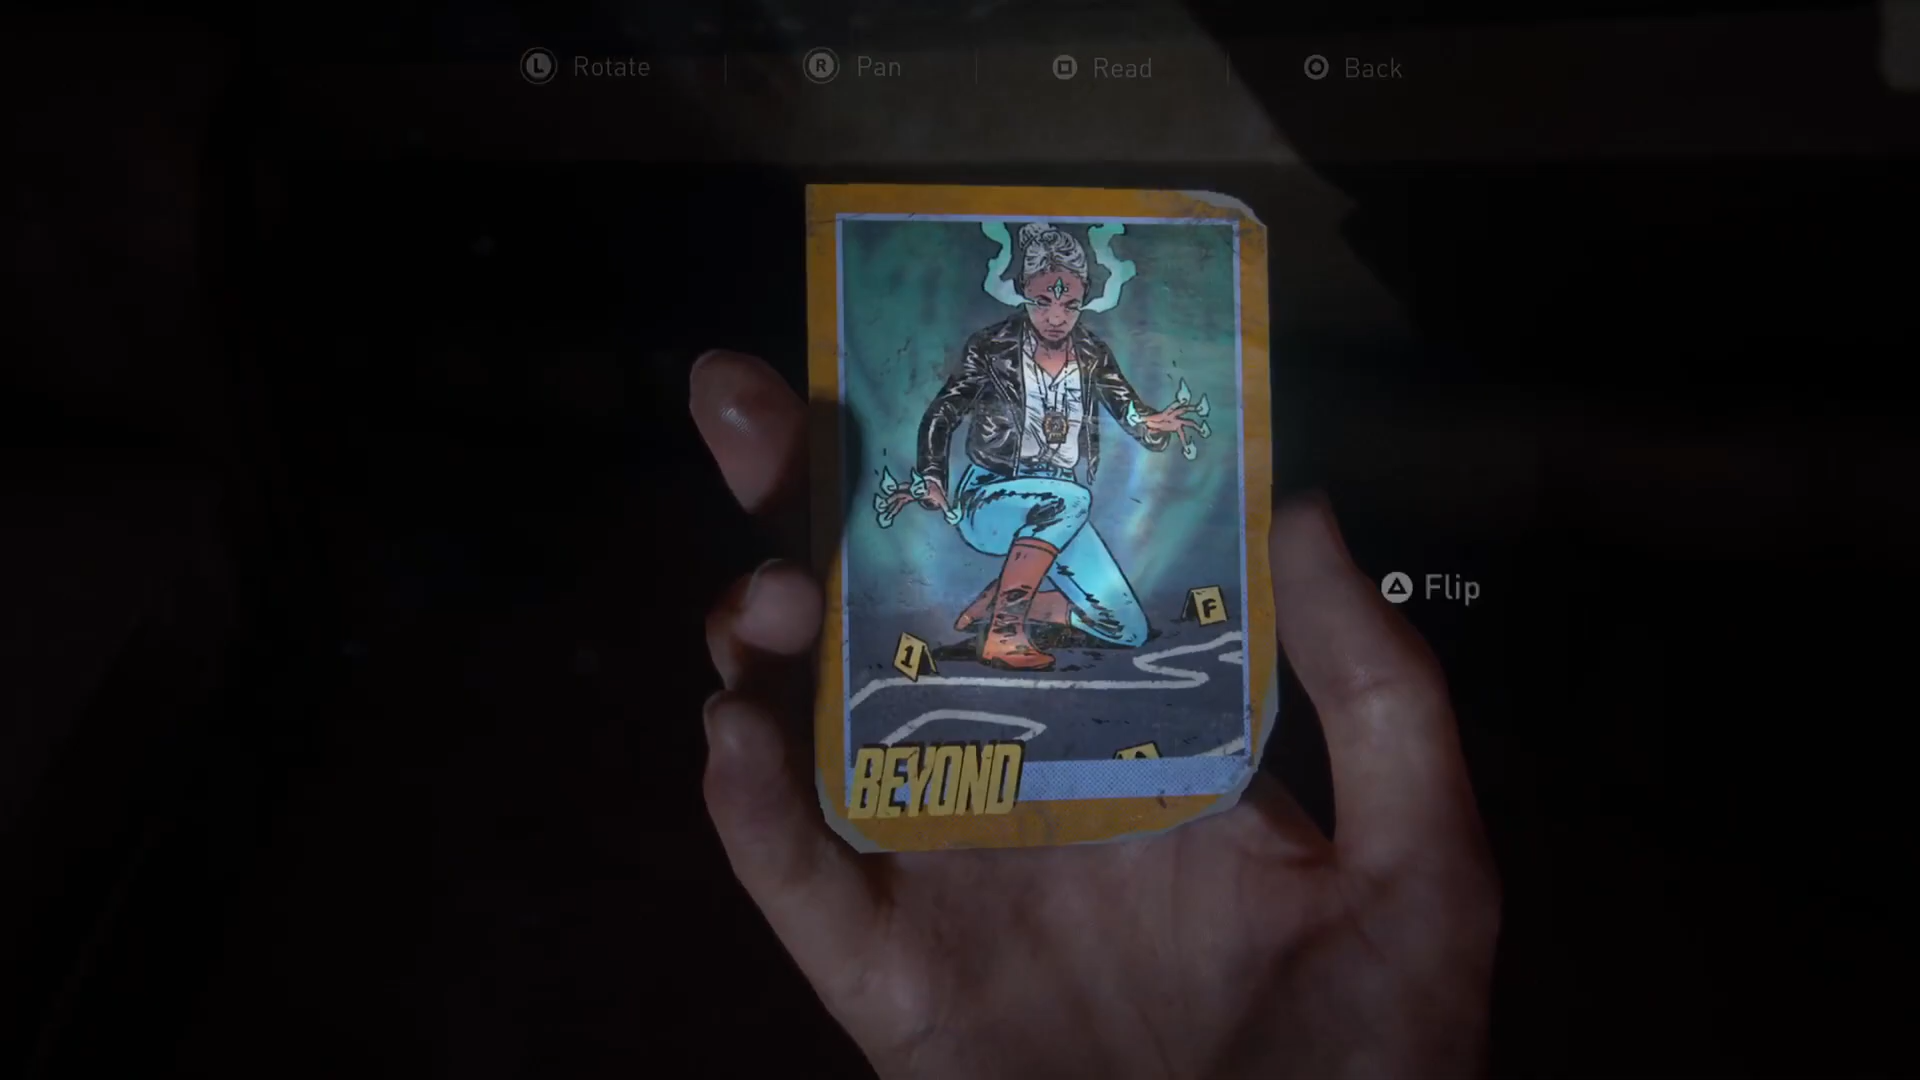 L Rotate
R Pan
Read
Back
Flip
F
1
BEYOND